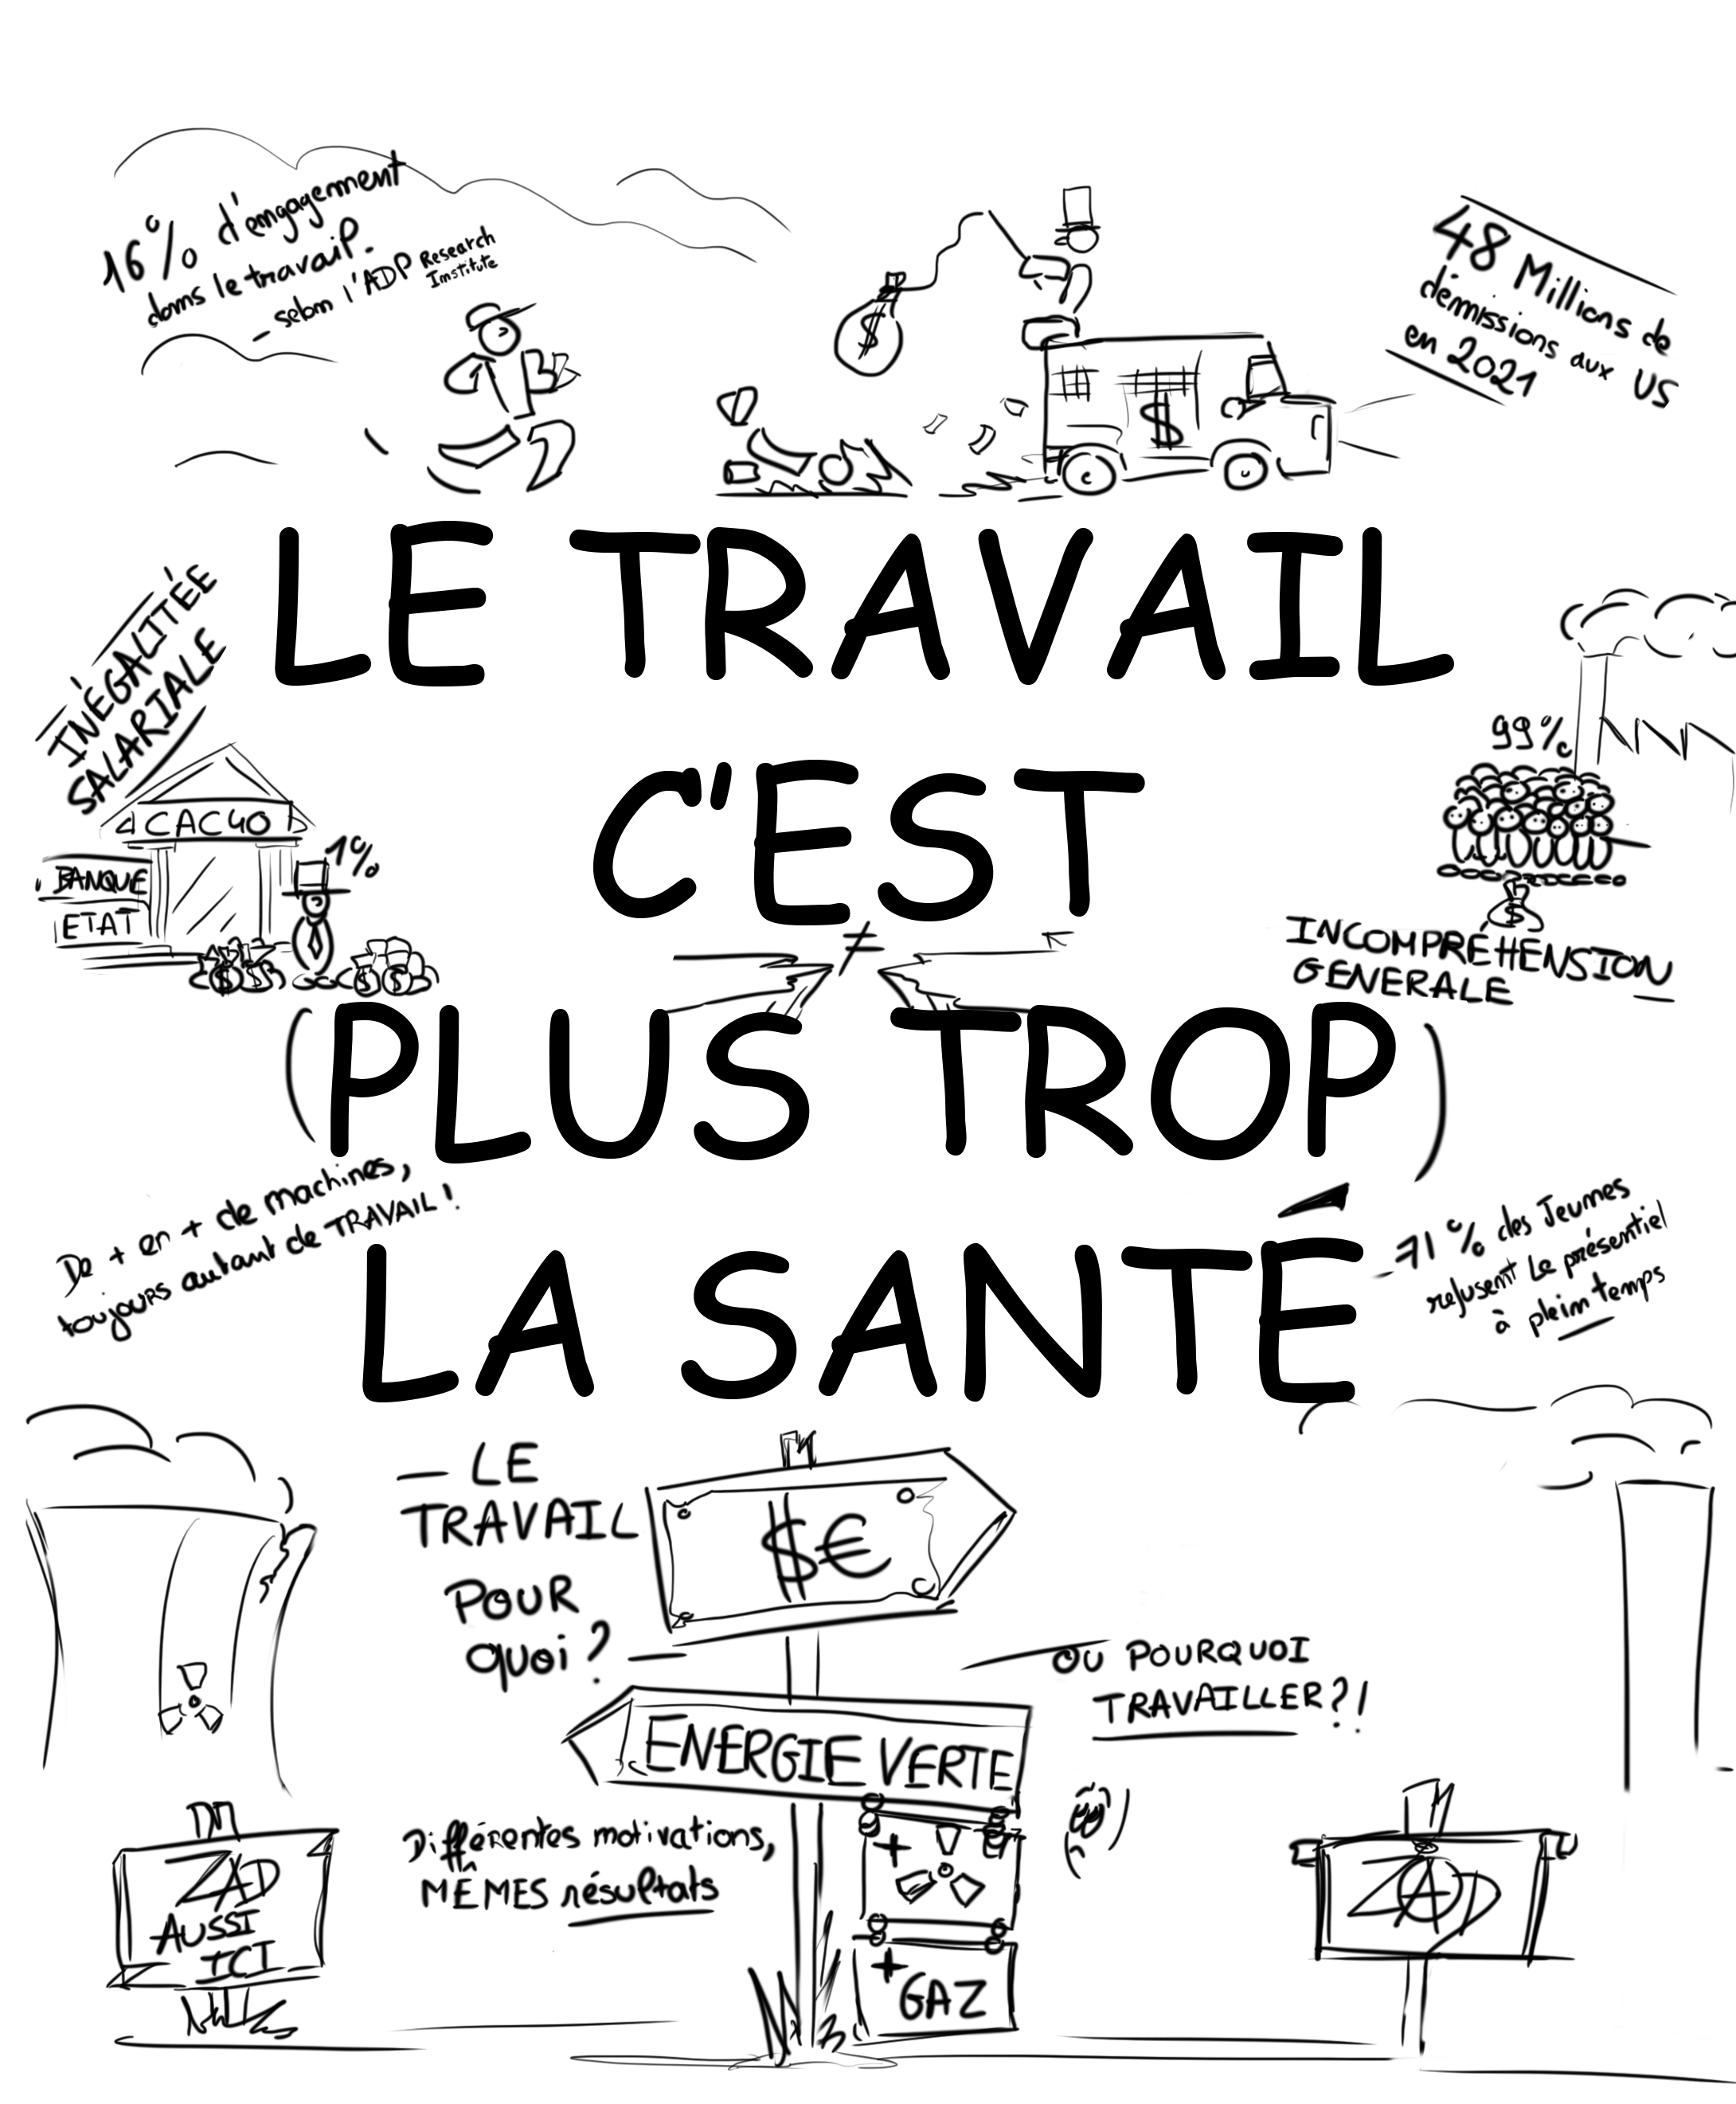 16% d'engagement
dans le travail.
- selon l'ADP Research
Institute
48 Millions de
démissions aux US
en 2021
$
$
LE TRAVAIL
INÉGALITÉE
SALARIALE
CAC40
BANQUE
ETAT
1%
$ $
99%
$
INCOMPRÉHENSION
GENERALE
C'EST
≠
(PLUS TROP)
De + en + de machines,
toujours autant de TRAVAIL!
71% des Jeunes
refusent le présentiel
à plein temps
LA SANTÉ
— LE
TRAVAIL
POUR
quoi? —
$€
OU POURQUOI
TRAVAILLER?!
ENERGIE VERTE
Différentes motivations,
MÊMES résultats
+
+ GAZ
ZAD
AUSSI
ICI
ZAD